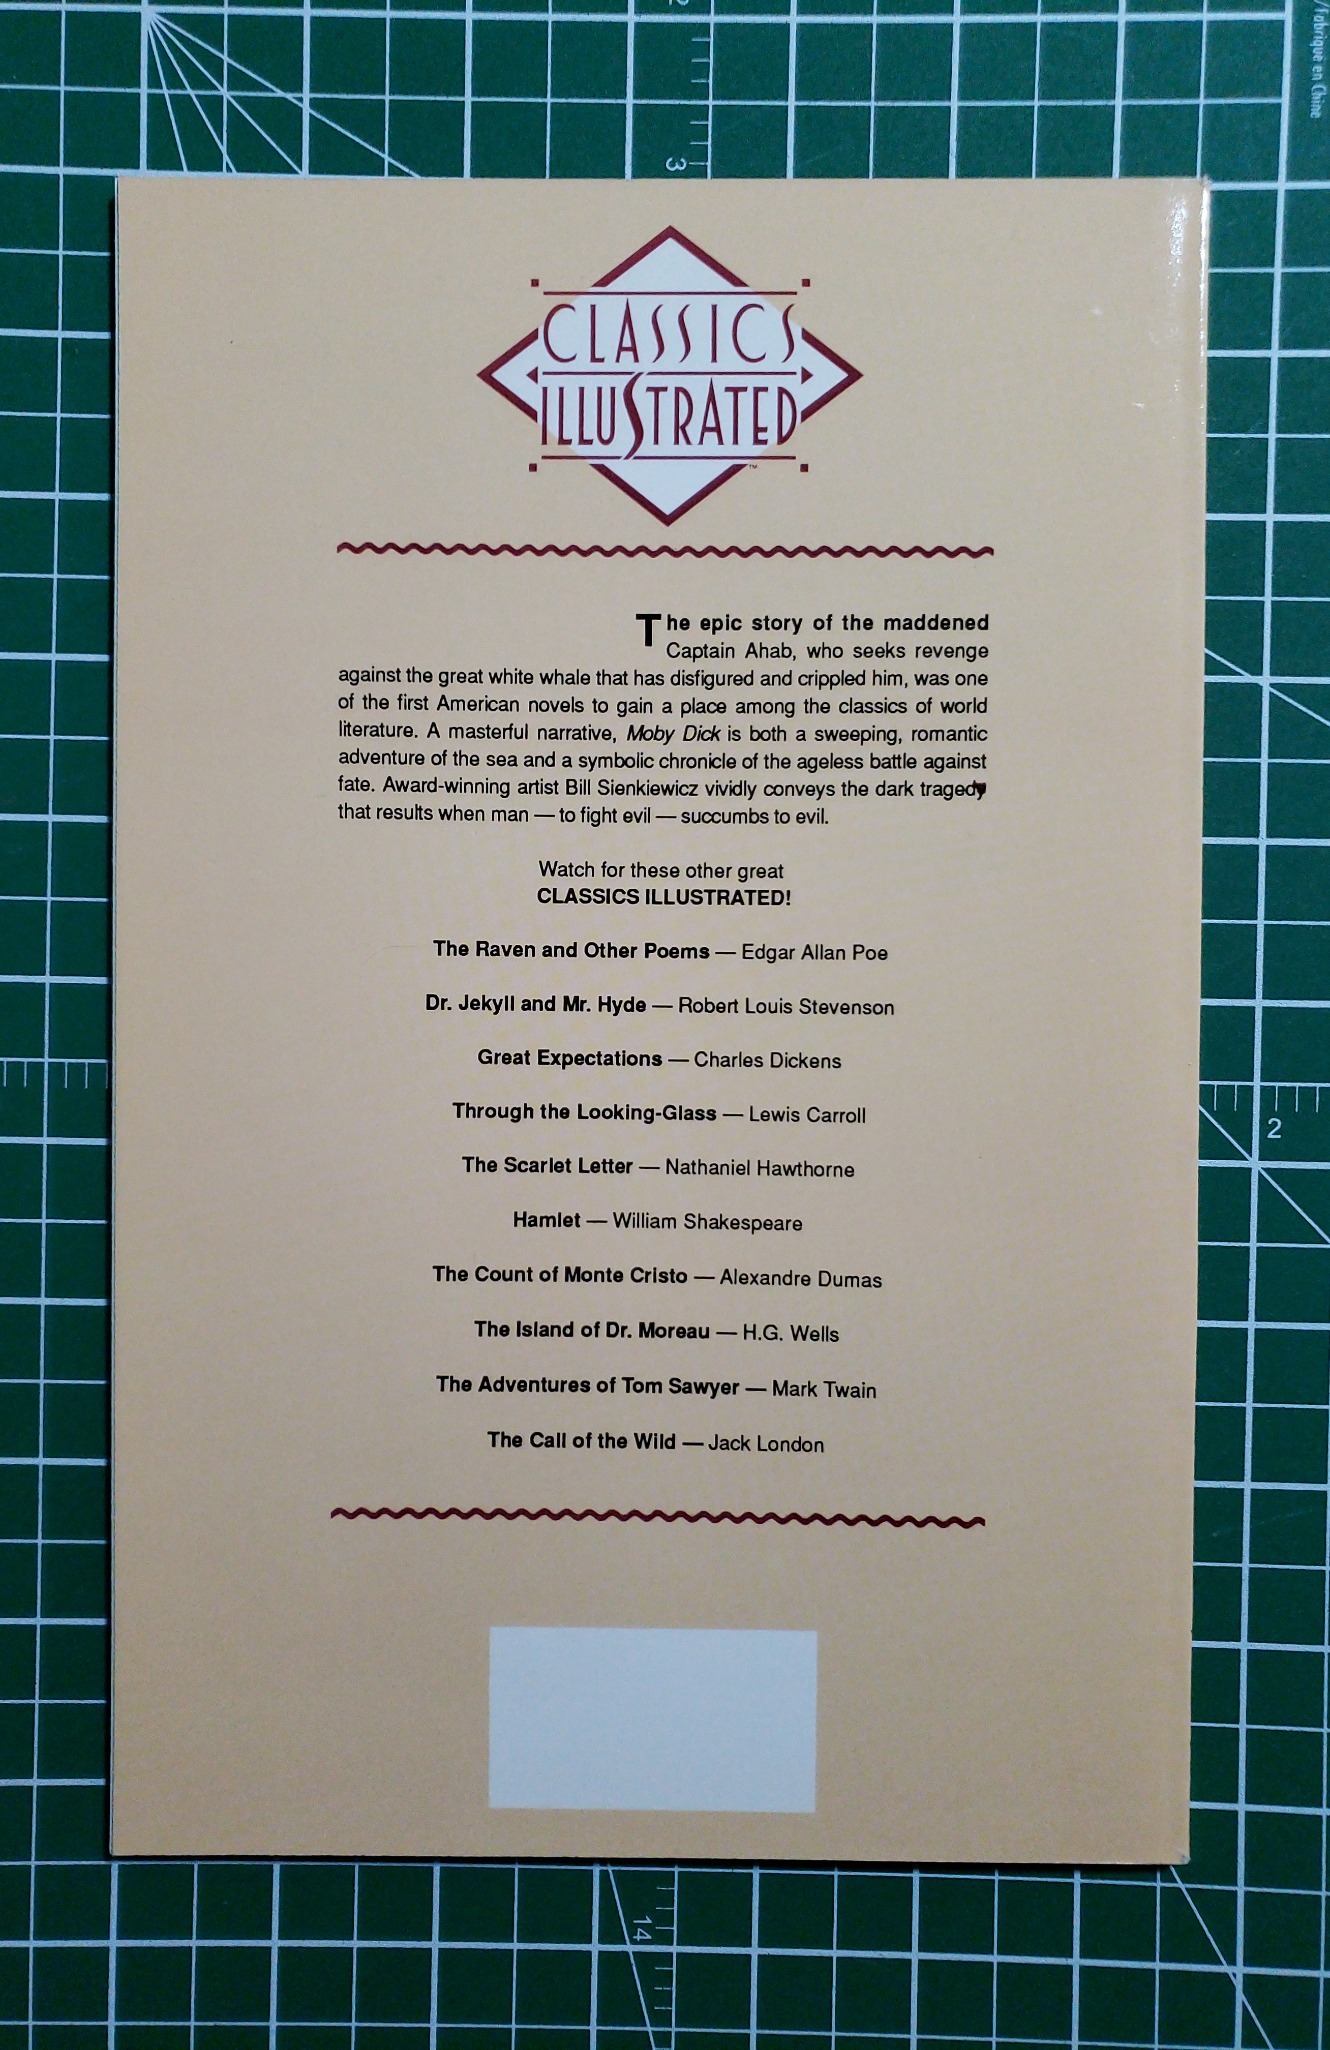 /fabriqué en Chine
3
CLASSICS
ILLUSTRATED™
The epic story of the maddened
Captain Ahab, who seeks revenge
against the great white whale that has disfigured and crippled him, was one
of the first American novels to gain a place among the classics of world
literature. A masterful narrative, Moby Dick is both a sweeping, romantic
adventure of the sea and a symbolic chronicle of the ageless battle against
fate. Award-winning artist Bill Sienkiewicz vividly conveys the dark tragedy
that results when man — to fight evil — succumbs to evil.
Watch for these other great
CLASSICS ILLUSTRATED!
The Raven and Other Poems — Edgar Allan Poe
Dr. Jekyll and Mr. Hyde — Robert Louis Stevenson
Great Expectations — Charles Dickens
Through the Looking-Glass — Lewis Carroll
The Scarlet Letter — Nathaniel Hawthorne
Hamlet — William Shakespeare
The Count of Monte Cristo — Alexandre Dumas
The Island of Dr. Moreau — H.G. Wells
The Adventures of Tom Sawyer — Mark Twain
The Call of the Wild — Jack London
2
14